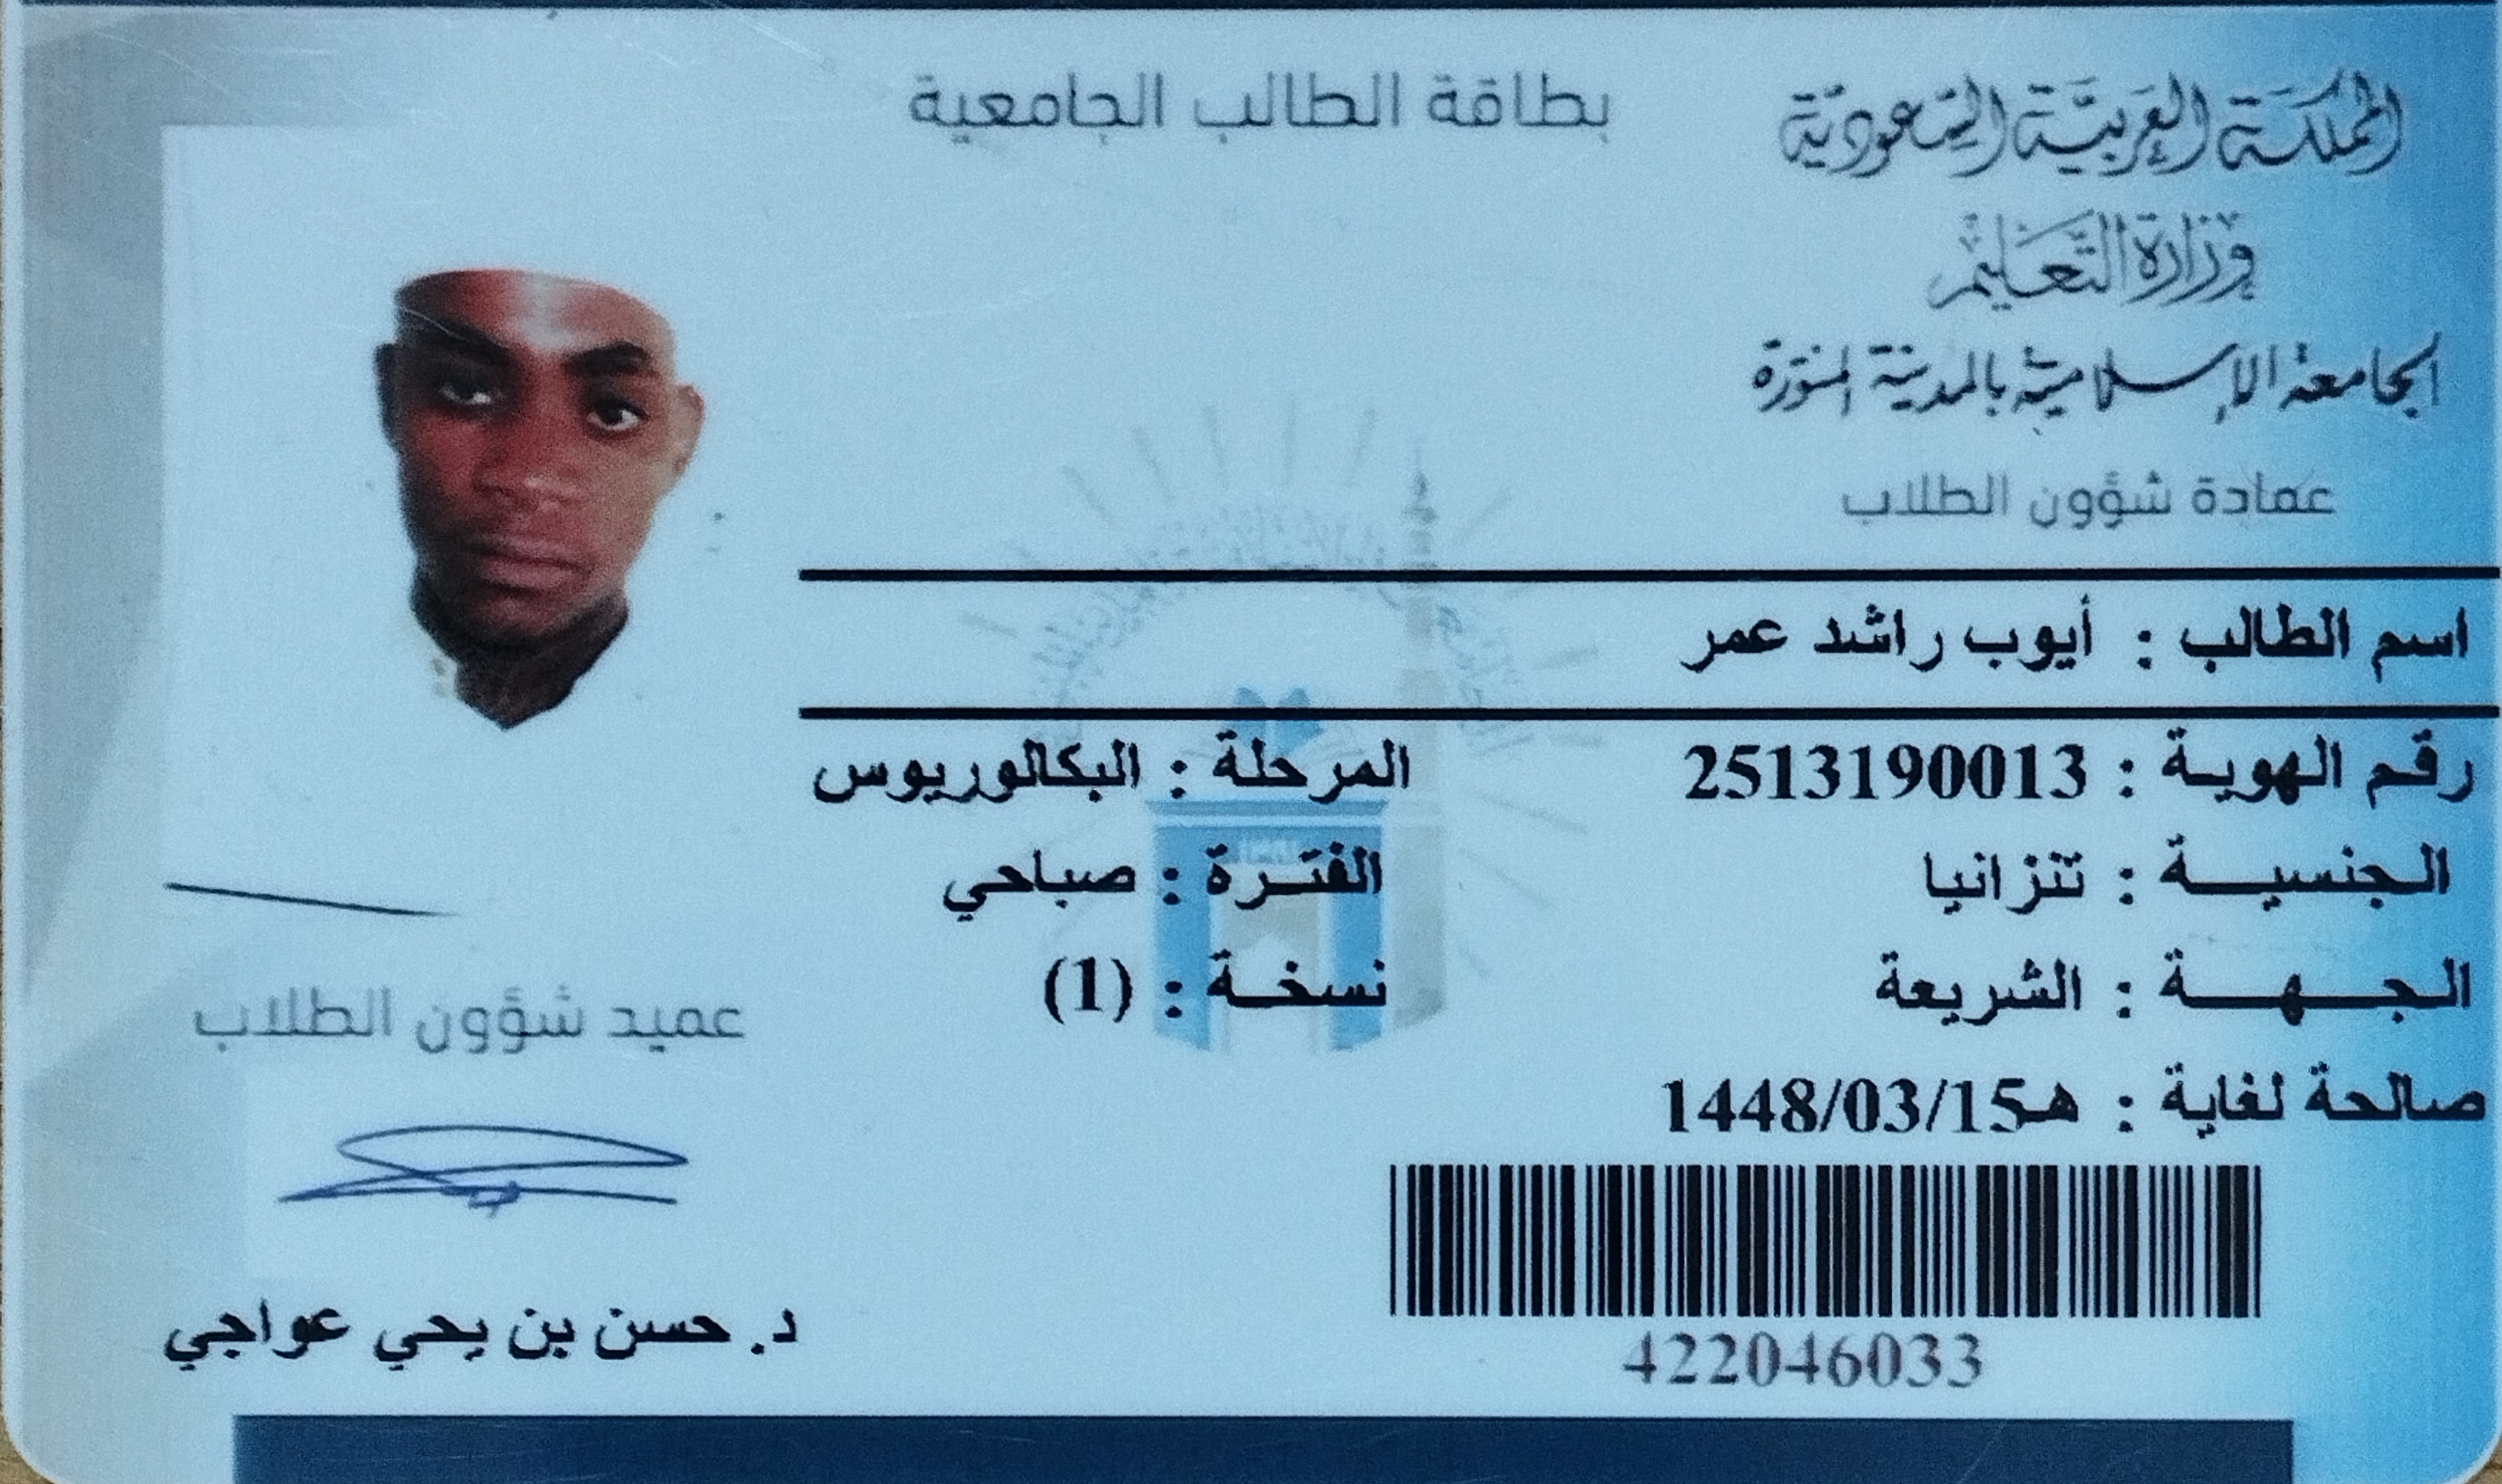 بطاقة الطالب الجامعية
المملكة العربية السعودية
وزارة التعليم
الجامعة الإسلامية بالمدينة المنورة
عمادة شؤون الطلاب
اسم الطالب : أيوب راشد عمر
رقم الهوية : 2513190013
المرحلة : البكالوريوس
الجنسية : تنزانيا
الفترة : صباحي
الجهة : الشريعة
نسخة : (1)
صالحة لغاية : 1448/03/15هـ
422046033
عميد شؤون الطلاب
د. حسن بن يحي عواجي